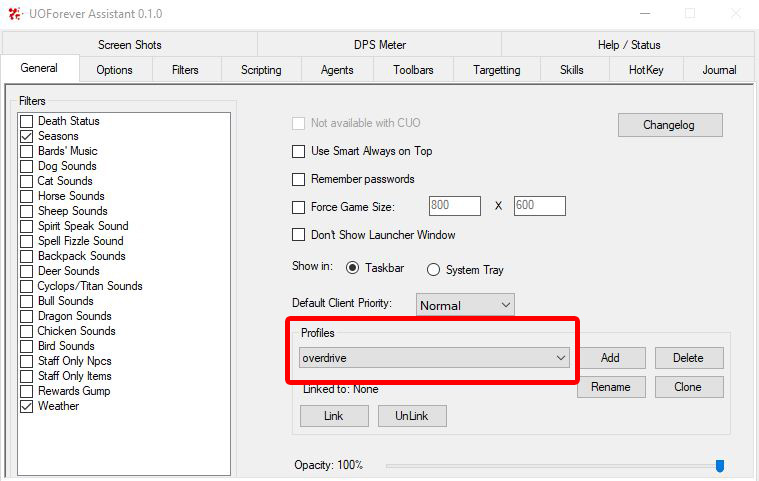 UOForever Assistant 0.1.0
Screen Shots DPS Meter Help / Status
General Options Filters Scripting Agents Toolbars Targetting Skills HotKey Journal
Filters
Death Status
Seasons
Bards' Music
Dog Sounds
Cat Sounds
Horse Sounds
Sheep Sounds
Spirit Speak Sound
Spell Fizzle Sound
Backpack Sounds
Deer Sounds
Cyclops/Titan Sounds
Bull Sounds
Dragon Sounds
Chicken Sounds
Bird Sounds
Staff Only Npcs
Staff Only Items
Rewards Gump
Weather
Not available with CUO
Changelog
Use Smart Always on Top
Remember passwords
Force Game Size: 800 X 600
Don't Show Launcher Window
Show in: Taskbar System Tray
Default Client Priority: Normal
Profiles
overdrive Add Delete
Linked to: None Rename Clone
Link UnLink
Opacity: 100%